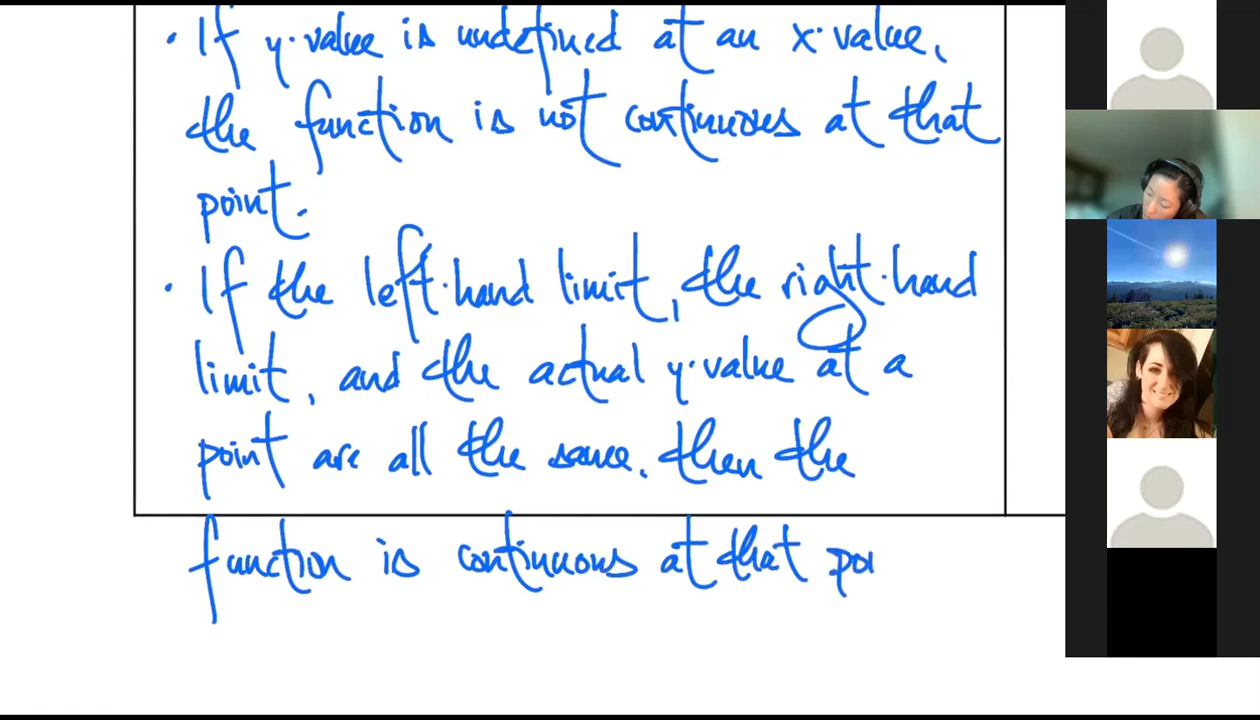 • If y-value is undefined at an x-value,
the function is not continuous at that
point.
• If the left-hand limit, the right-hand
limit, and the actual y-value at a
point are all the same, then the
function is continuous at that poi